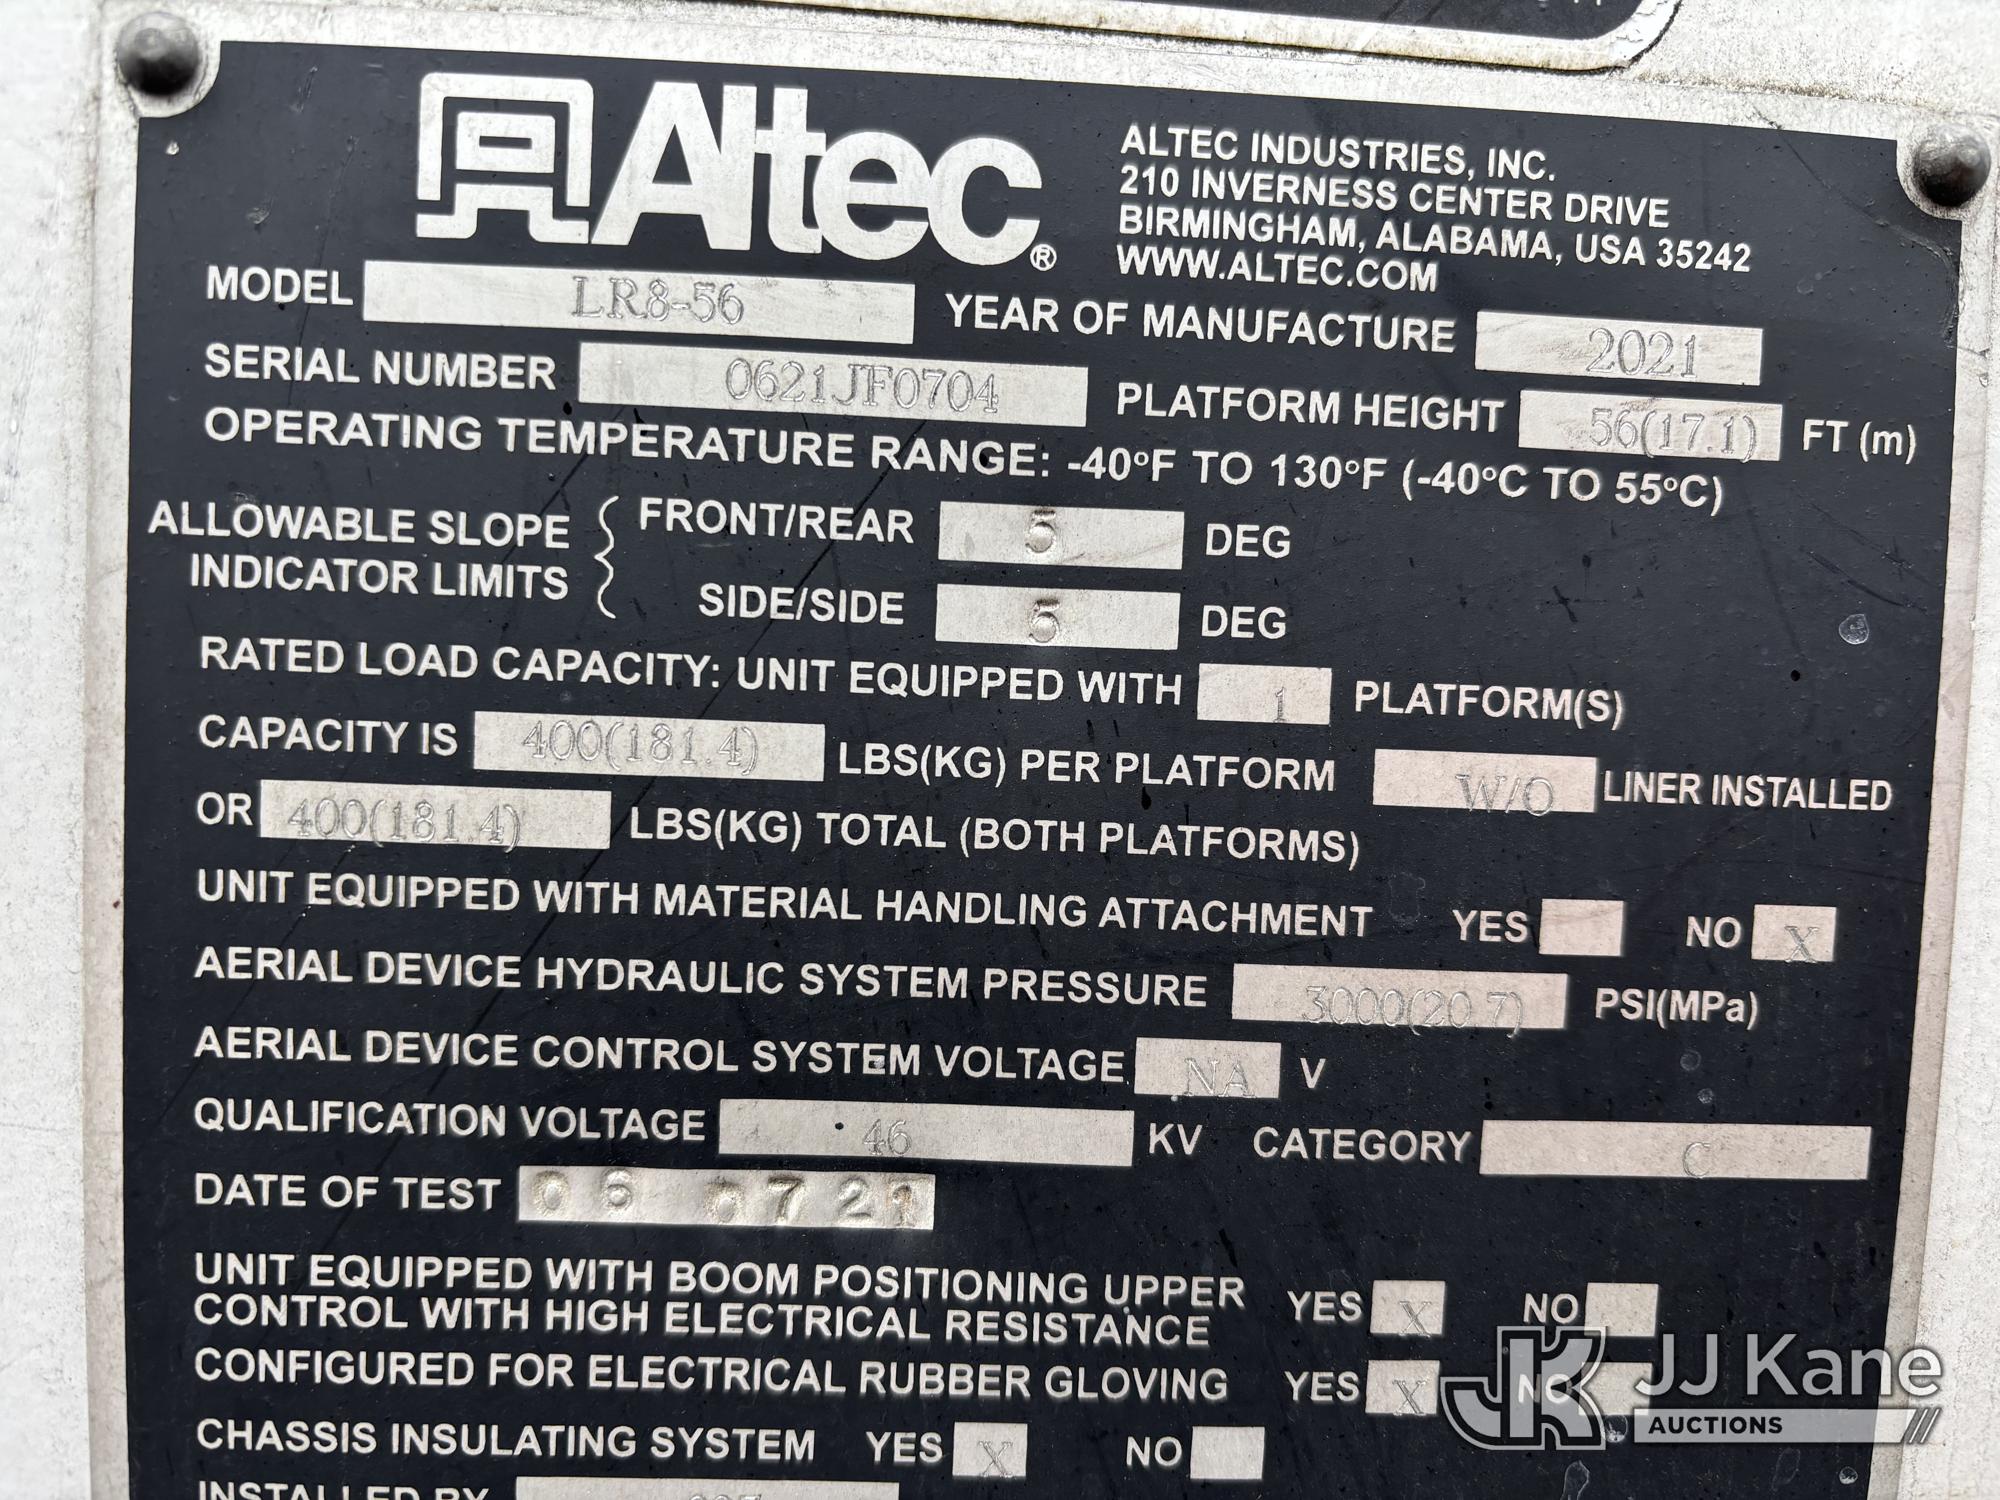 Altec®
ALTEC INDUSTRIES, INC.
210 INVERNESS CENTER DRIVE
BIRMINGHAM, ALABAMA, USA 35242
WWW.ALTEC.COM
MODEL LR8-56 YEAR OF MANUFACTURE 2021
SERIAL NUMBER 0621JF0704 PLATFORM HEIGHT 56(17.1) FT (m)
OPERATING TEMPERATURE RANGE: -40°F TO 130°F (-40°C TO 55°C)
ALLOWABLE SLOPE INDICATOR LIMITS { FRONT/REAR 5 DEG
SIDE/SIDE 5 DEG
RATED LOAD CAPACITY: UNIT EQUIPPED WITH 1 PLATFORM(S)
CAPACITY IS 400(181.4) LBS(KG) PER PLATFORM W/O LINER INSTALLED
OR 400(181.4) LBS(KG) TOTAL (BOTH PLATFORMS)
UNIT EQUIPPED WITH MATERIAL HANDLING ATTACHMENT YES NO X
AERIAL DEVICE HYDRAULIC SYSTEM PRESSURE 3000(20.7) PSI(MPa)
AERIAL DEVICE CONTROL SYSTEM VOLTAGE NA V
QUALIFICATION VOLTAGE 46 KV CATEGORY C
DATE OF TEST 06 0721
UNIT EQUIPPED WITH BOOM POSITIONING UPPER
CONTROL WITH HIGH ELECTRICAL RESISTANCE YES X NO
CONFIGURED FOR ELECTRICAL RUBBER GLOVING YES X NO
CHASSIS INSULATING SYSTEM YES X NO
INSTALLED BY
JK JJ Kane
AUCTIONS